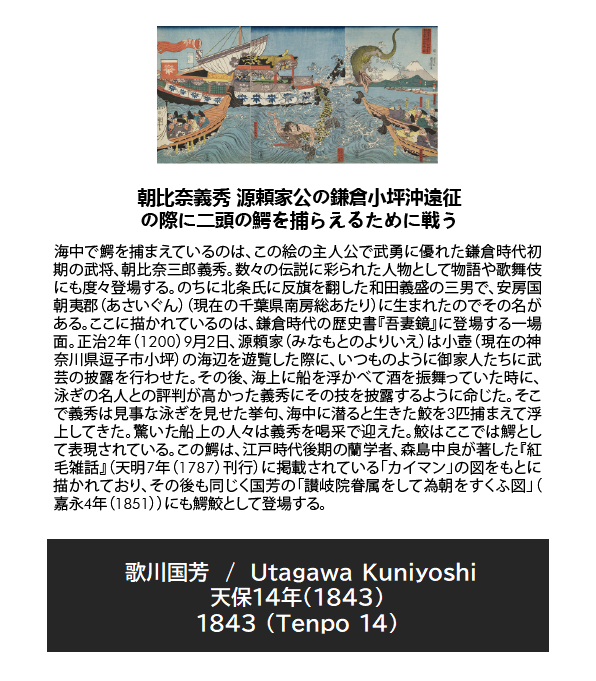 朝比奈義秀 源頼家公の鎌倉小坪沖遠征
の際に二頭の鰐を捕らえるために戦う
海中で鰐を捕まえているのは、この絵の主人公で武勇に優れた鎌倉時代初
期の武将、朝比奈三郎義秀。数々の伝説に彩られた人物として物語や歌舞伎
にも度々登場する。のちに北条氏に反旗を翻した和田義盛の三男で、安房国
朝夷郡（あさいぐん）（現在の千葉県南房総あたり）に生まれたのでその名が
ある。ここに描かれているのは、鎌倉時代の歴史書『吾妻鏡』に登場する一場
面。正治2年（1200）9月2日、源頼家（みなもとのよりいえ）は小壺（現在の神
奈川県逗子市小坪）の海辺を遊覧した際に、いつものように御家人たちに武
芸の披露を行わせた。その後、海上に船を浮かべて酒を振舞っていた時に、
泳ぎの名人との評判が高かった義秀にその技を披露するように命じた。そこ
で義秀は見事な泳ぎを見せた挙句、海中に潜ると生きた鮫を3匹捕まえて浮
上してきた。驚いた船上の人々は義秀を喝采で迎えた。鮫はここでは鰐とし
て表現されている。この鰐は、江戸時代後期の蘭学者、森島中良が著した『紅
毛雑話』（天明7年（1787）刊行）に掲載されている「カイマン」の図をもとに
描かれており、その後も同じく国芳の「讃岐院眷属をして為朝をすくふ図」（
嘉永4年（1851））にも鰐鮫として登場する。
歌川国芳 / Utagawa Kuniyoshi
天保14年（1843）
1843 (Tenpo 14)